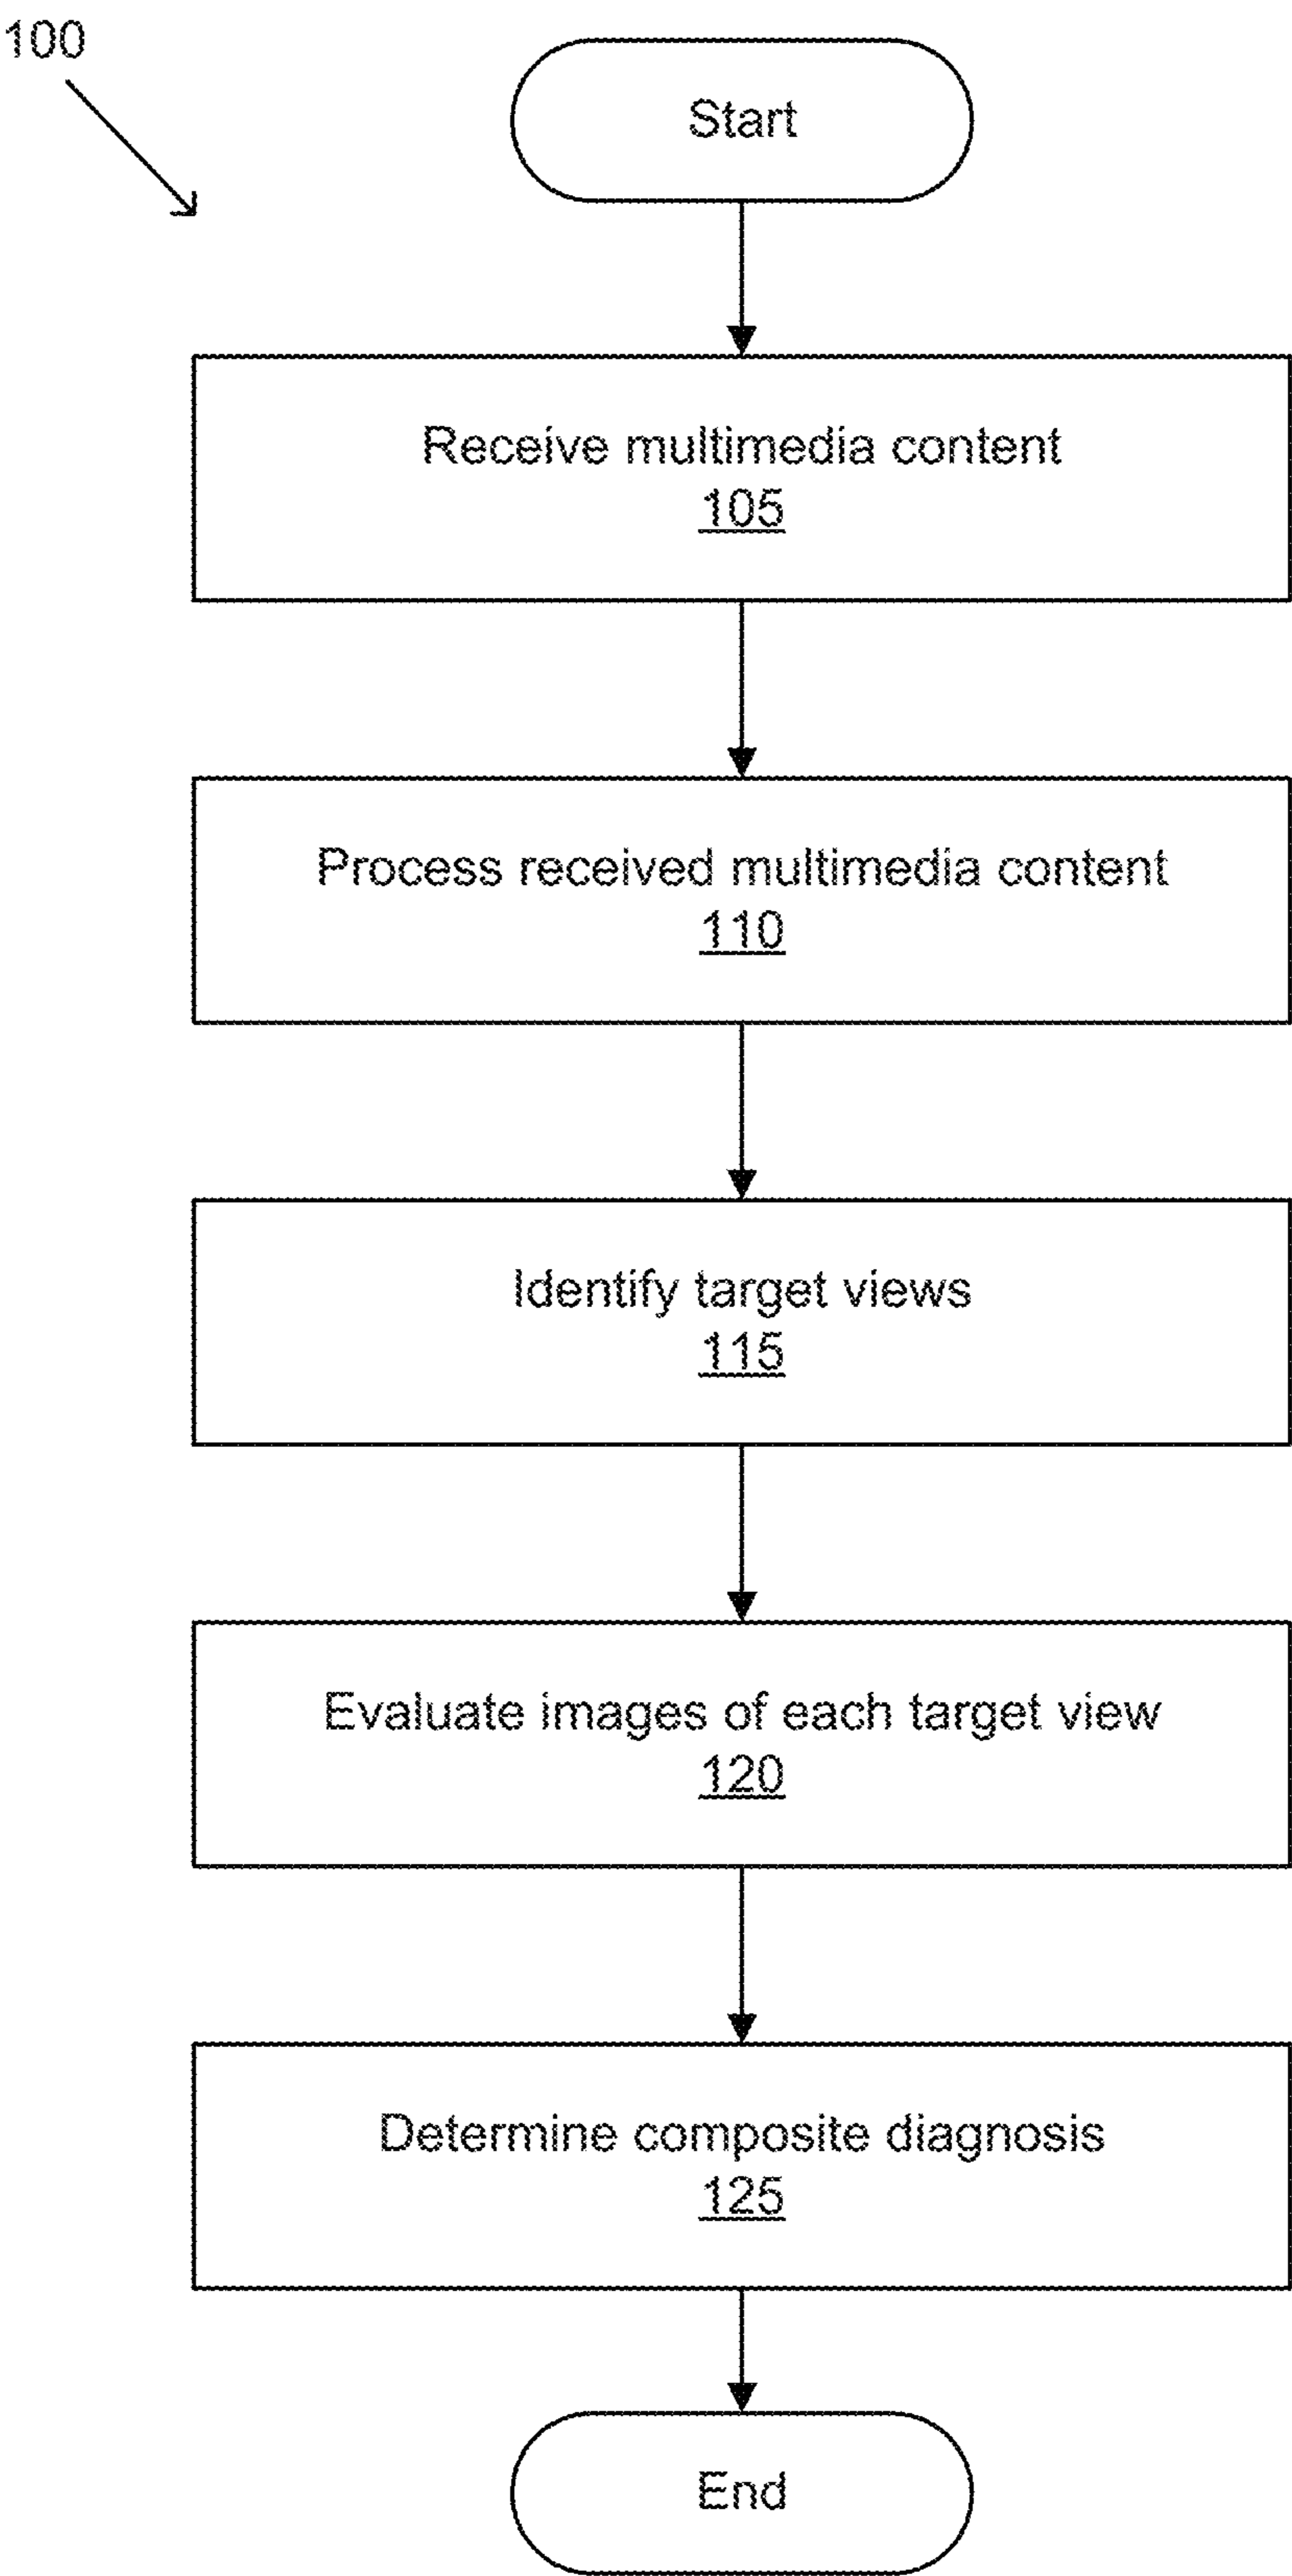 100
Start
Receive multimedia content
105
Process received multimedia content
110
Identify target views
115
Evaluate images of each target view
120
Determine composite diagnosis
125
End